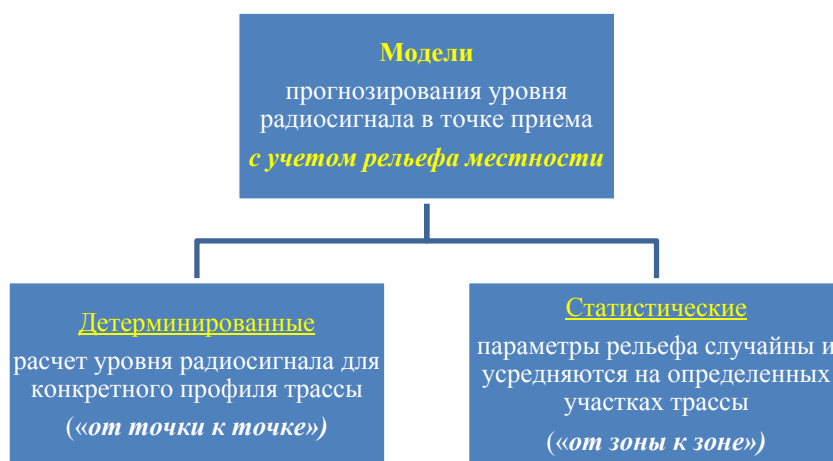 Модели
прогнозирования уровня
радиосигнала в точке приема
с учетом рельефа местности
Детерминированные
расчет уровня радиосигнала для
конкретного профиля трассы
(«от точки к точке»)
Статистические
параметры рельефа случайны и
усредняются на определенных
участках трассы
(«от зоны к зоне»)